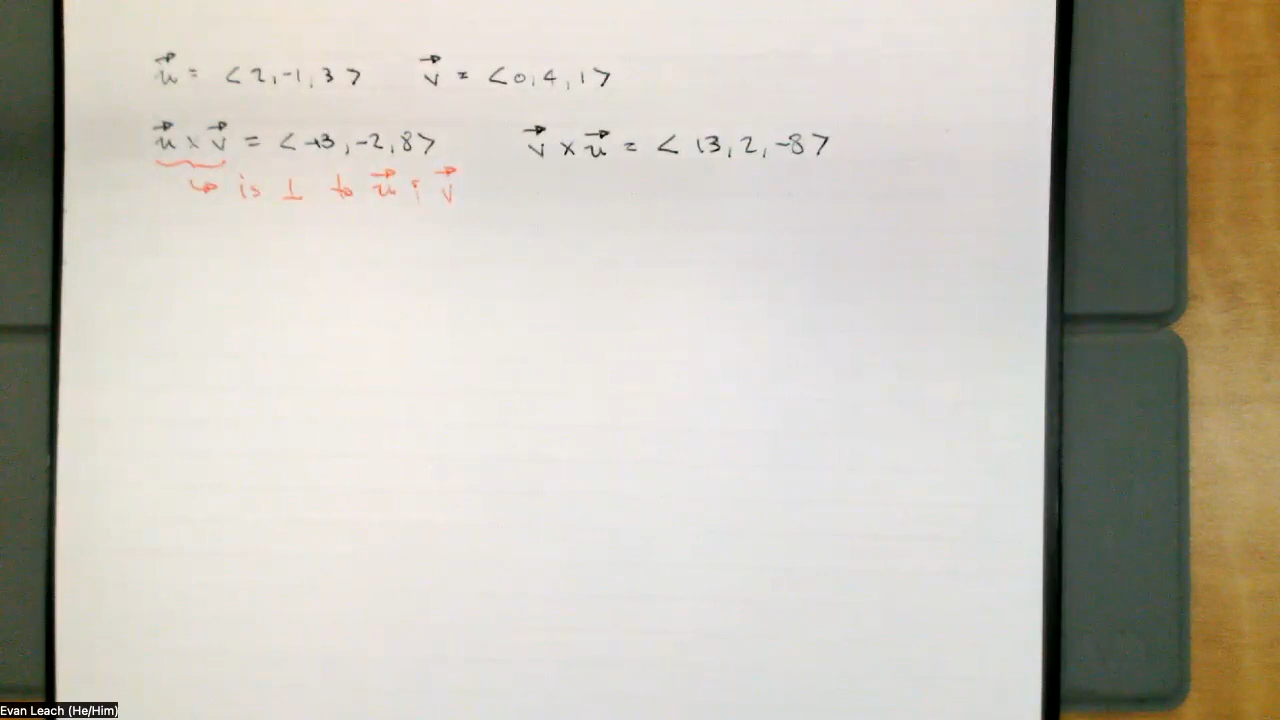 u⃗ = <2,-1,3> v⃗ = <0,4,1>
u⃗ x v⃗ = <-13,-2,8> v⃗ x u⃗ = <13,2,-8>
↳ is ⊥ to u⃗ ; v⃗
Evan Leach (He/Him)